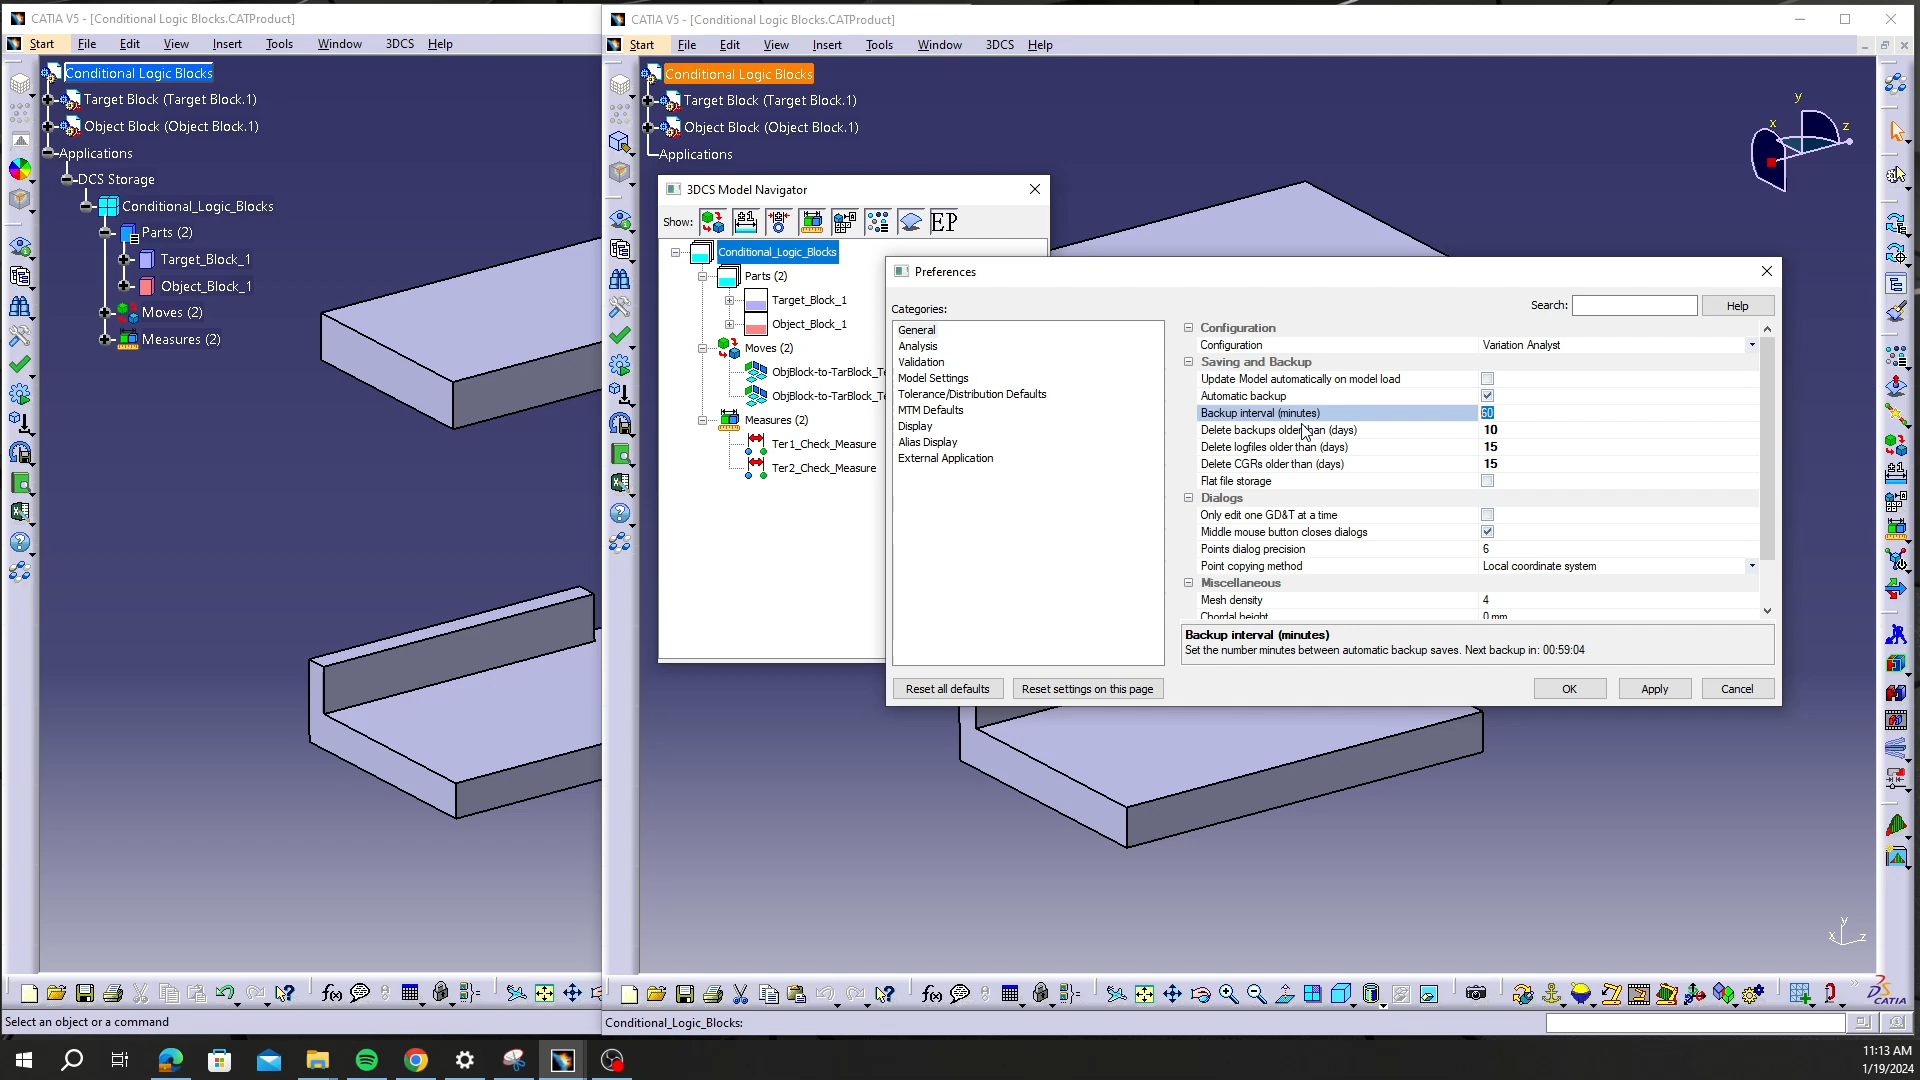 CATIA V5 - [Conditional Logic Blocks.CATProduct]
Start File Edit View Insert Tools Window 3DCS Help
Conditional Logic Blocks
Target Block (Target Block.1)
Object Block (Object Block.1)
Applications
DCS Storage
Conditional_Logic_Blocks
Parts (2)
Target_Block_1
Object_Block_1
Moves (2)
Measures (2)
Select an object or a command
CATIA V5 - [Conditional Logic Blocks.CATProduct]
Start File Edit View Insert Tools Window 3DCS Help
Conditional Logic Blocks
Target Block (Target Block.1)
Object Block (Object Block.1)
Applications
y
x
z
3DCS Model Navigator
Show:
EP
Conditional_Logic_Blocks
Parts (2)
Target_Block_1
Object_Block_1
Moves (2)
ObjBlock-to-TarBlock_Te
ObjBlock-to-TarBlock_Te
Measures (2)
Ter1_Check_Measure
Ter2_Check_Measure
Preferences
Categories:
Search:
Help
General
Analysis
Validation
Model Settings
Tolerance/Distribution Defaults
MTM Defaults
Display
Alias Display
External Application
Configuration
Configuration Variation Analyst
Saving and Backup
Update Model automatically on model load
Automatic backup
Backup interval (minutes) 60
Delete backups older than (days) 10
Delete logfiles older than (days) 15
Delete CGRs older than (days) 15
Flat file storage
Dialogs
Only edit one GD&T at a time
Middle mouse button closes dialogs
Points dialog precision 6
Point copying method Local coordinate system
Miscellaneous
Mesh density 4
Chordal height 0 mm
Backup interval (minutes)
Set the number minutes between automatic backup saves. Next backup in: 00:59:04
Reset all defaults
Reset settings on this page
OK
Apply
Cancel
y
x
z
CATIA
Conditional_Logic_Blocks:
11:13 AM
1/19/2024